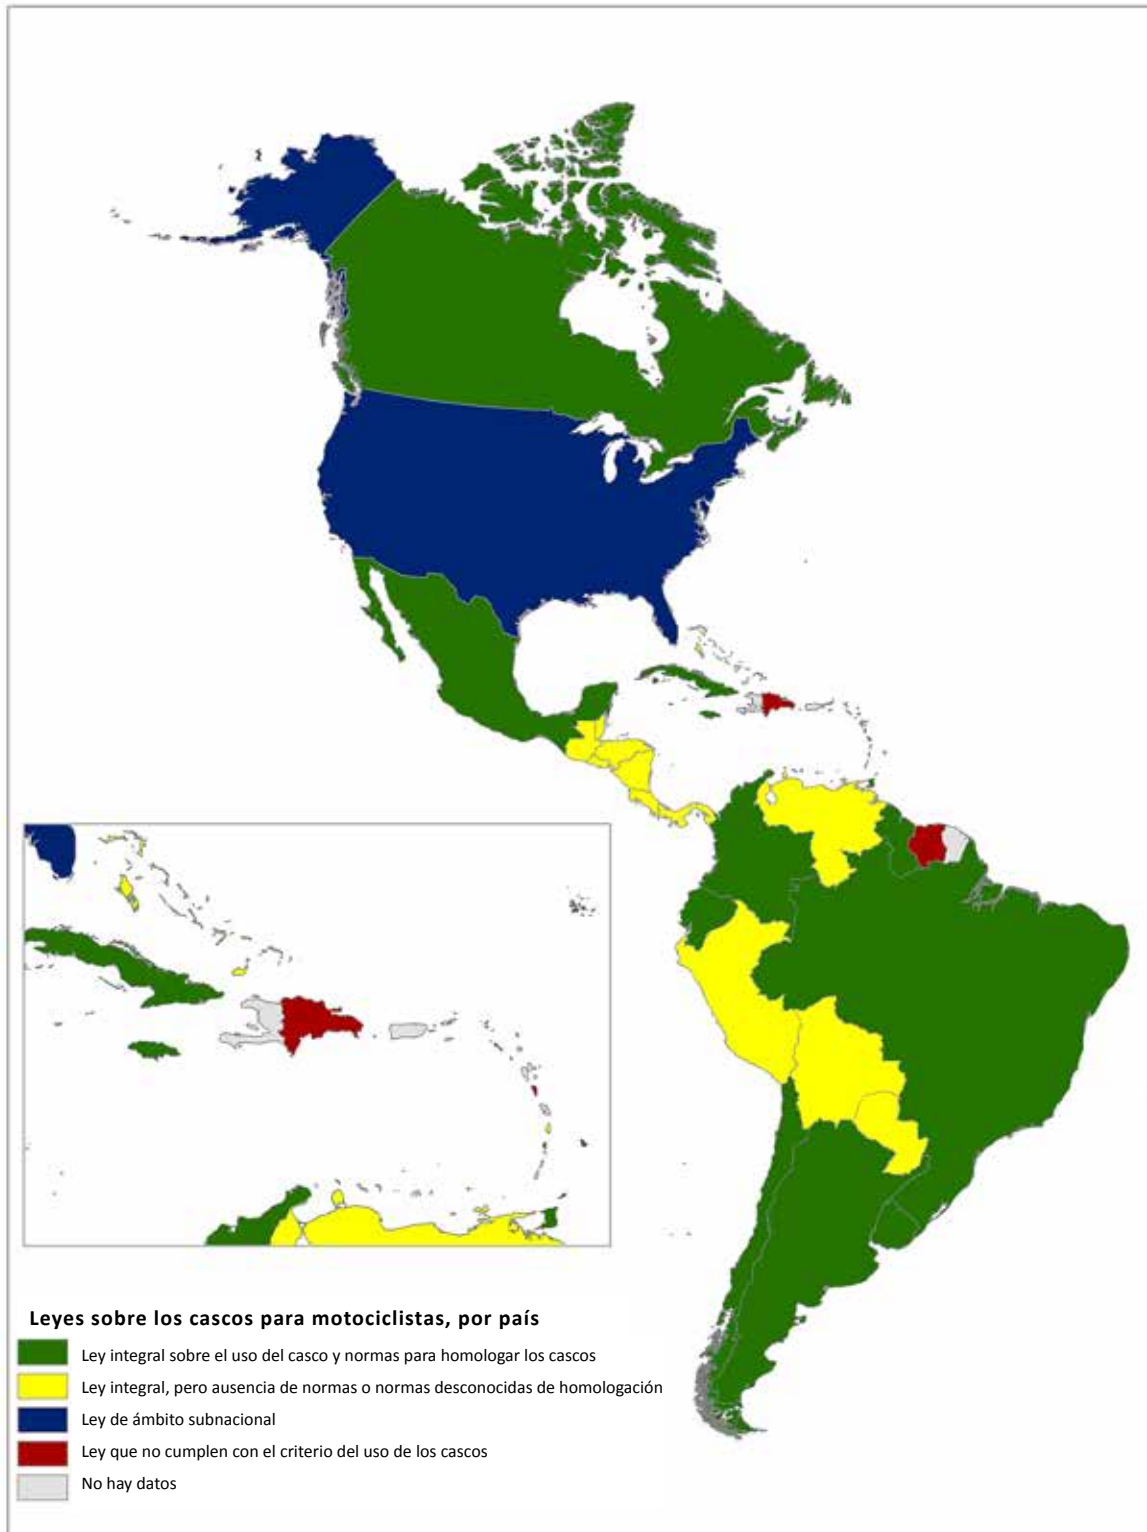 Leyes sobre los cascos para motociclistas, por país
Ley integral sobre el uso del casco y normas para homologar los cascos
Ley integral, pero ausencia de normas o normas desconocidas de homologación
Ley de ámbito subnacional
Ley que no cumplen con el criterio del uso de los cascos
No hay datos